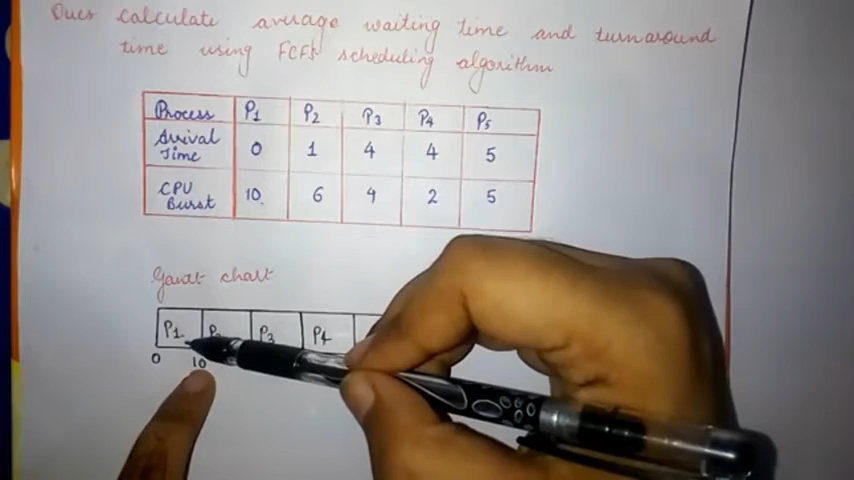 Ques calculate average waiting time and turnaround
time using FCFS scheduling algorithm
Process P1 P2 P3 P4 P5
Arrival Time 0 1 4 4 5
CPU Burst 10 6 4 2 5
Gantt chart
P1 P2 P3 P4
0 10